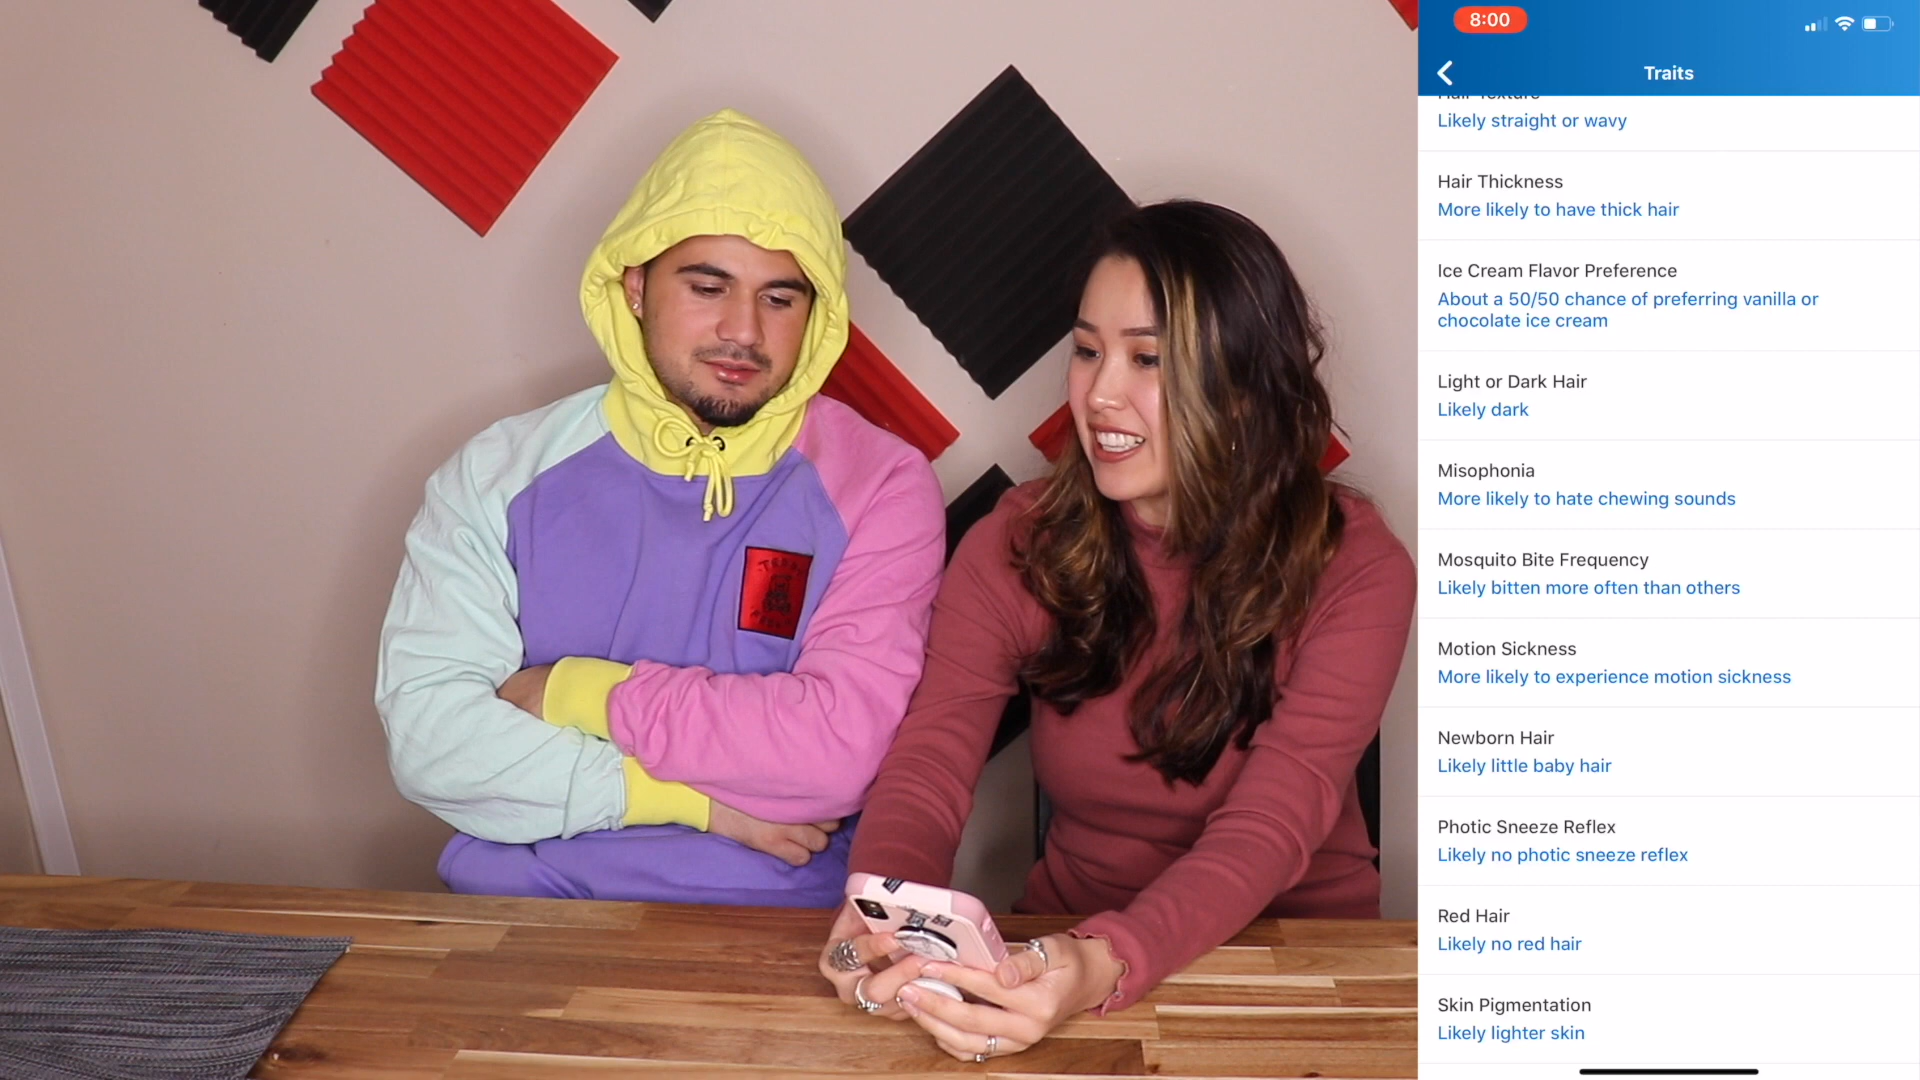 8:00
Traits
Hair Texture
Likely straight or wavy
Hair Thickness
More likely to have thick hair
Ice Cream Flavor Preference
About a 50/50 chance of preferring vanilla or
chocolate ice cream
Light or Dark Hair
Likely dark
Misophonia
More likely to hate chewing sounds
Mosquito Bite Frequency
Likely bitten more often than others
Motion Sickness
More likely to experience motion sickness
Newborn Hair
Likely little baby hair
Photic Sneeze Reflex
Likely no photic sneeze reflex
Red Hair
Likely no red hair
Skin Pigmentation
Likely lighter skin